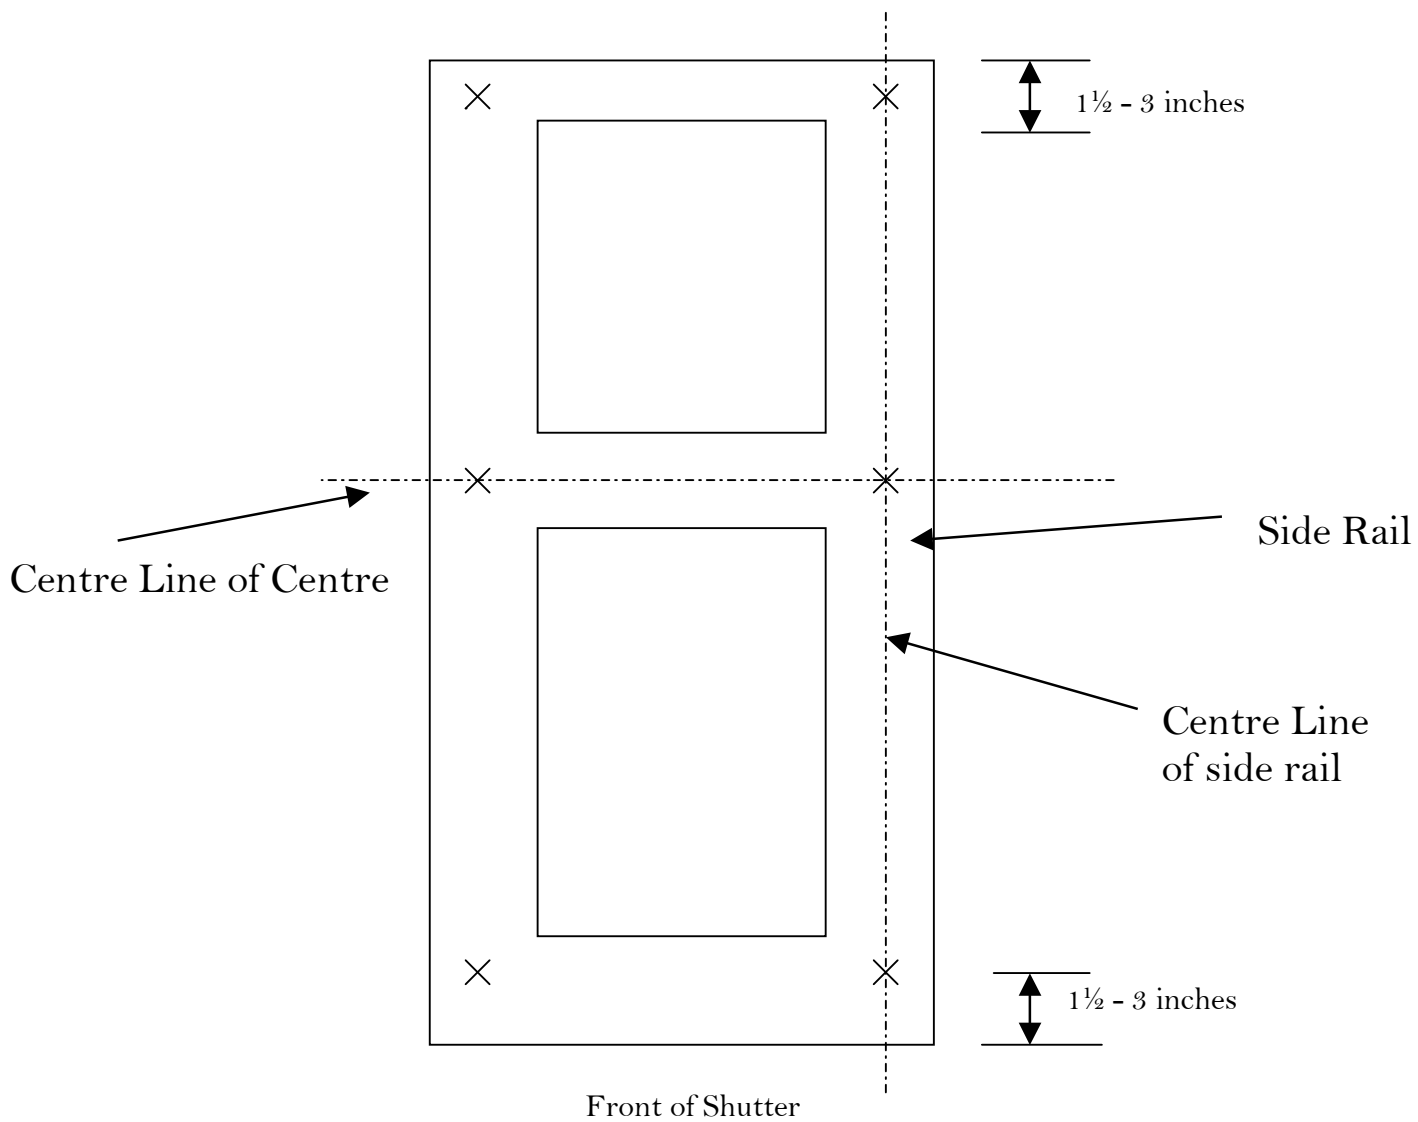 1½ - 3 inches
Side Rail
Centre Line of Centre
Centre Line
of side rail
1½ - 3 inches
Front of Shutter